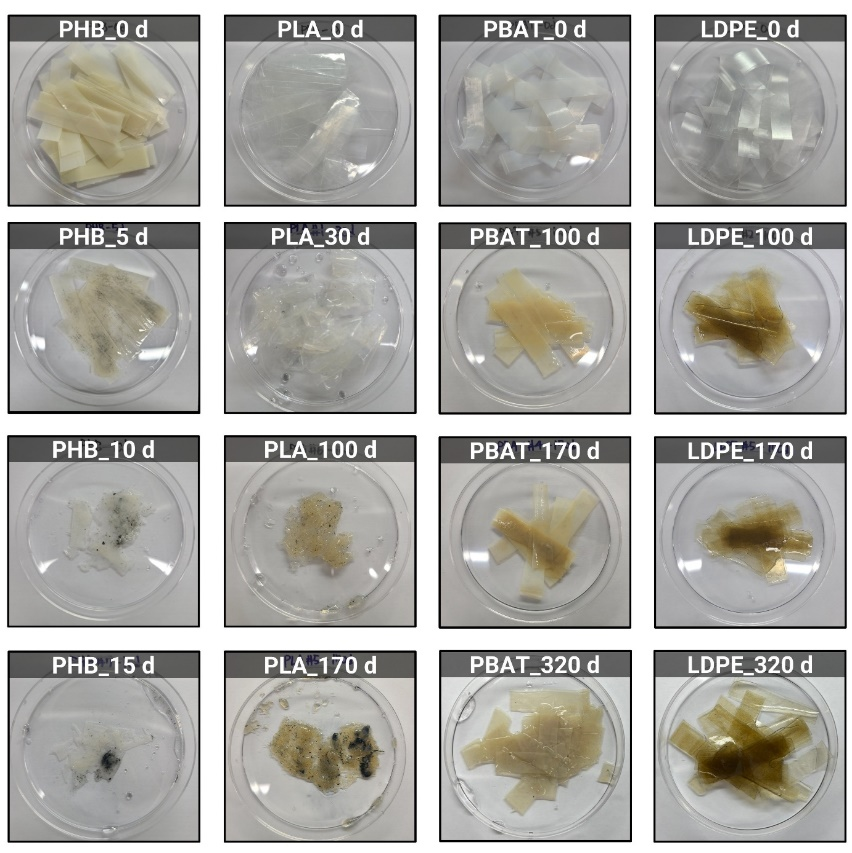 PHB_0 d
PLA_0 d
PBAT_0 d
LDPE_0 d
PHB_5 d
PLA_30 d
PBAT_100 d
LDPE_100 d
PHB_10 d
PLA_100 d
PBAT_170 d
LDPE_170 d
PHB_15 d
PLA_170 d
PBAT_320 d
LDPE_320 d